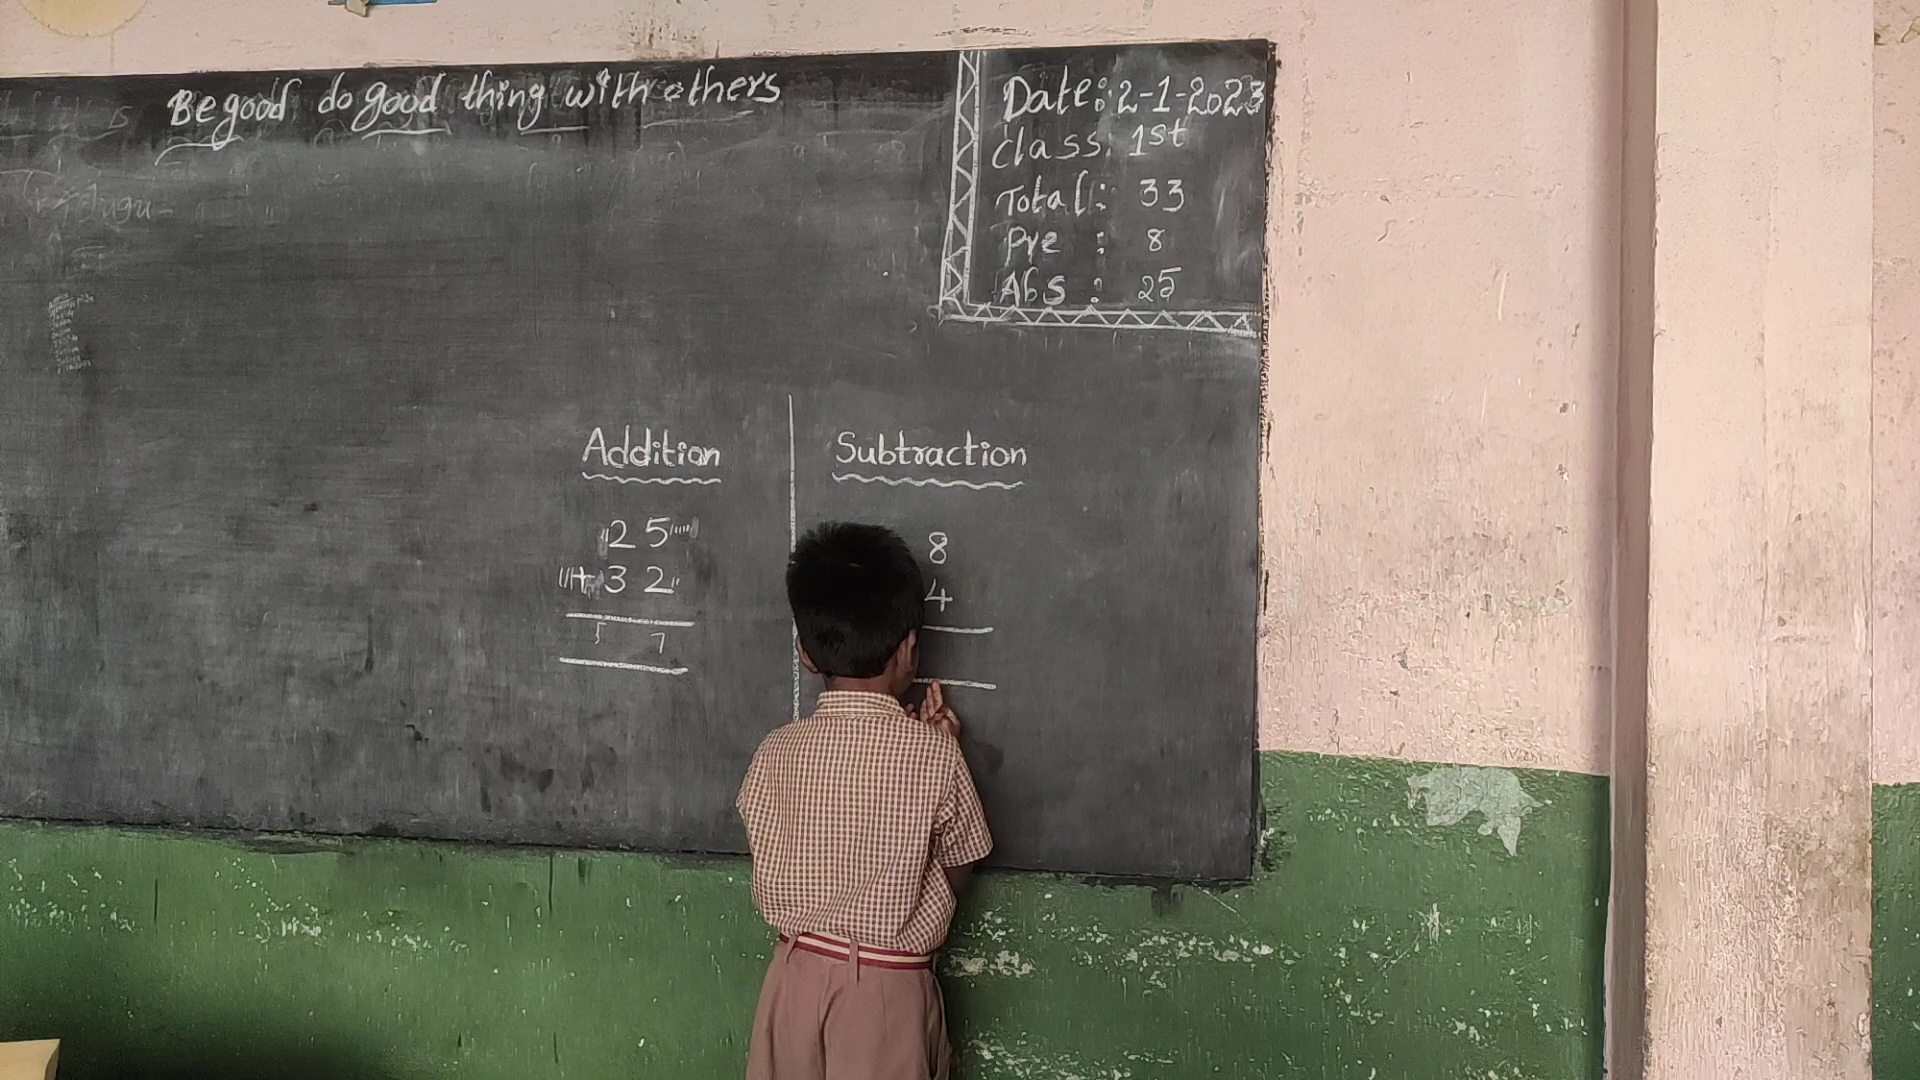 Be good do good thing with others
Date: 2-1-2023
Class: 1st
Total: 33
Pre : 8
Abs : 25
Telugu-
Addition
25
+ 32
57
Subtraction
8
4